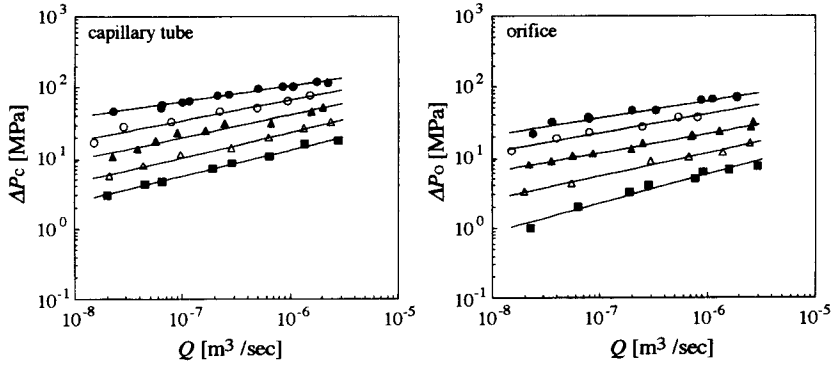 capillary tube
10³
10²
10¹
10⁰
10⁻¹
ΔPc [MPa]
10⁻⁸ 10⁻⁷ 10⁻⁶ 10⁻⁵
Q [m³ /sec]
orifice
10³
10²
10¹
10⁰
10⁻¹
ΔPo [MPa]
10⁻⁸ 10⁻⁷ 10⁻⁶ 10⁻⁵
Q [m³ /sec]